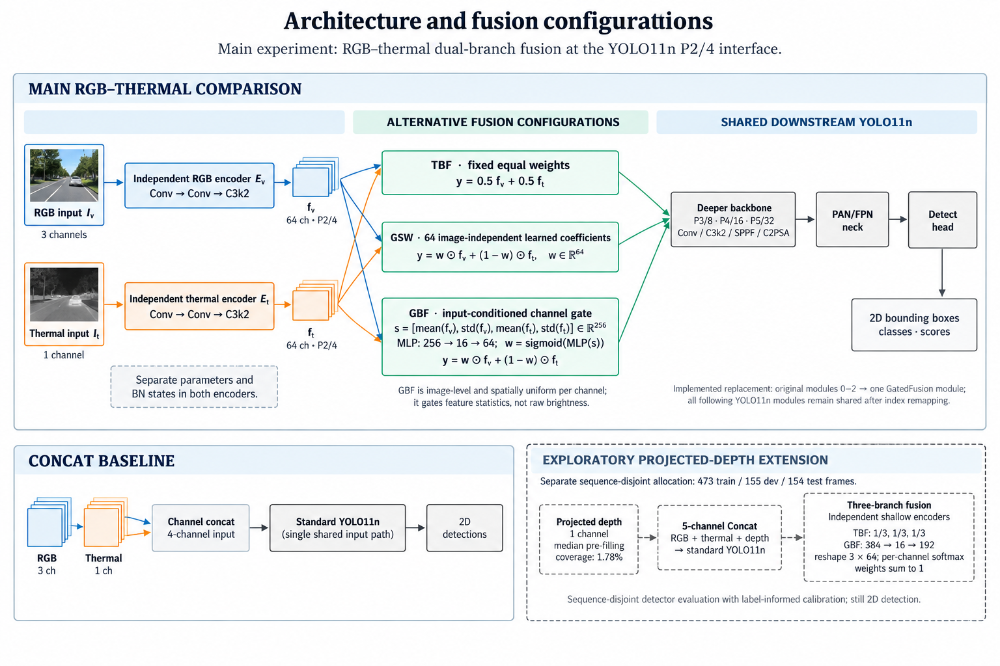 Architecture and fusion configurattions
Main experiment: RGB–thermal dual-branch fusion at the YOLO11n P2/4 interface.
MAIN RGB–THERMAL COMPARISON
ALTERNATIVE FUSION CONFIGURATIONS
SHARED DOWNSTREAM YOLO11n
RGB input Iᵥ
3 channels
Independent RGB encoder Eᵥ
Conv → Conv → C3k2
fᵥ
64 ch • P2/4
Thermal input Iₜ
1 channel
Independent thermal encoder Eₜ
Conv → Conv → C3k2
fₜ
64 ch • P2/4
Separate parameters and
BN states in both encoders.
TBF · fixed equal weights
y = 0.5 fᵥ + 0.5 fₜ
GSW · 64 image-independent learned coefficients
y = w ⊙ fᵥ + (1 − w) ⊙ fₜ, w ∈ ℝ⁶⁴
GBF · input-conditioned channel gate
s = [mean(fᵥ), std(fᵥ), mean(fₜ), std(fₜ)] ∈ ℝ²⁵⁶
MLP: 256 → 16 → 64; w = sigmoid(MLP(s))
y = w ⊙ fᵥ + (1 − w) ⊙ fₜ
GBF is image-level and spatially uniform per channel;
it gates feature statistics, not raw brightness.
Deeper backbone
P3/8 · P4/16 · P5/32
Conv / C3k2 / SPPF / C2PSA
PAN/FPN
neck
Detect
head
2D bounding boxes
classes · scores
Implemented replacement: original modules 0–2 → one GatedFusion module;
all following YOLO11n modules remain shared after index remapping.
CONCAT BASELINE
RGB
3 ch
Thermal
1 ch
Channel concat
4-channel input
Standard YOLO11n
(single shared input path)
2D
detections
EXPLORATORY PROJECTED-DEPTH EXTENSION
Separate sequence-disjoint allocation: 473 train / 155 dev / 154 test frames.
Projected depth
1 channel
median pre-filling
coverage: 1.78%
5-channel Concat
RGB + thermal + depth
→ standard YOLO11n
Three-branch fusion
Independent shallow encoders
TBF: 1/3, 1/3, 1/3
GBF: 384 → 16 → 192
reshape 3 × 64; per-channel softmax
weights sum to 1
Sequence-disjoint detector evaluation with label-informed calibration; still 2D detection.